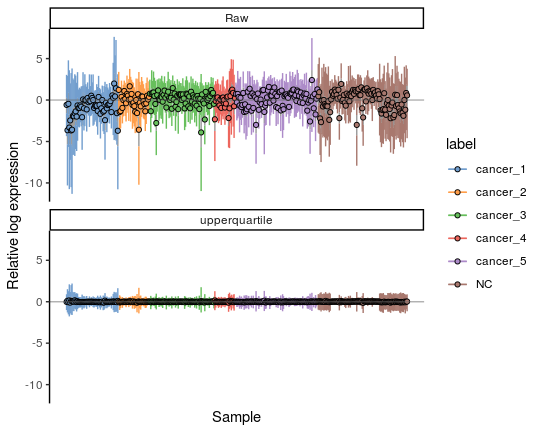 Raw
5
0
-5
-10
upperquartile
5
0
-5
-10
Relative log expression
Sample
label
cancer_1
cancer_2
cancer_3
cancer_4
cancer_5
NC